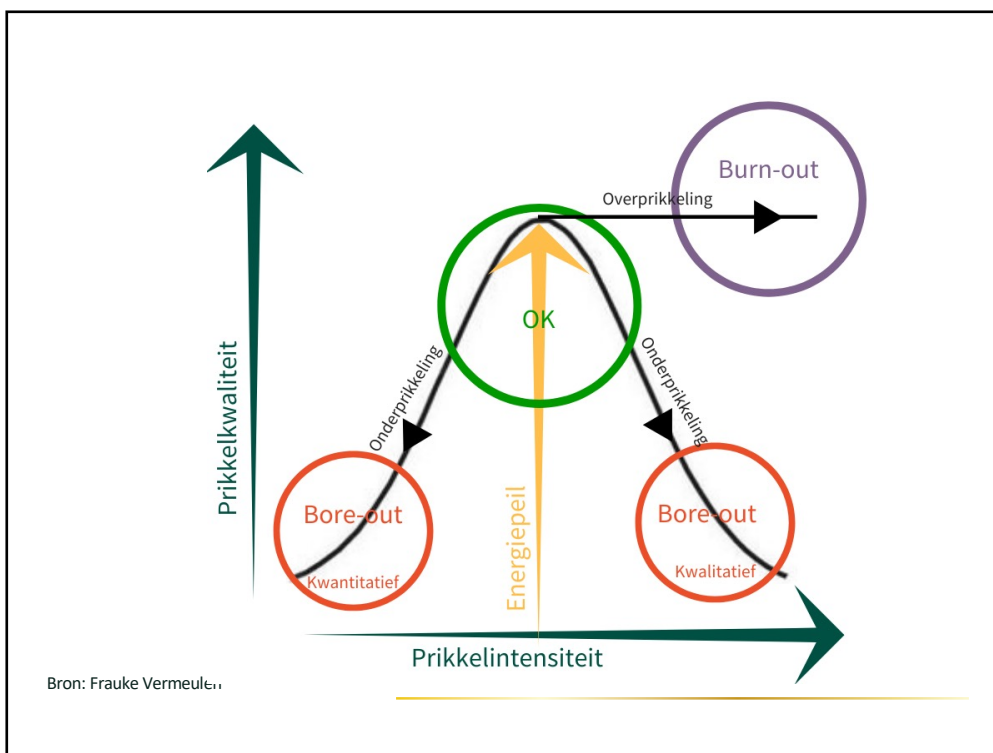 Burn-out
Overprikkeling
OK
Prikkelkwaliteit
Onderprikkeling
Onderprikkeling
Bore-out
Kwantitatief
Energiepeil
Bore-out
Kwalitatief
Prikkelintensiteit
Bron: Frauke Vermeulen